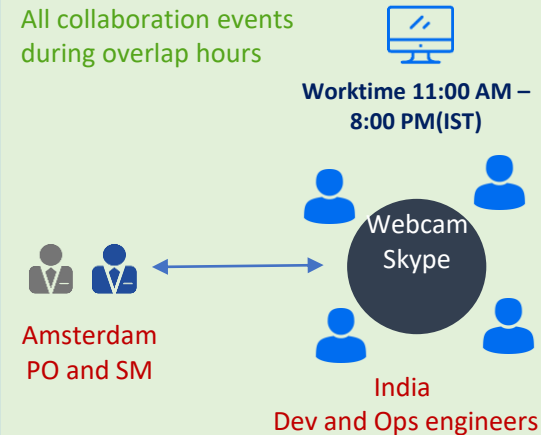 All collaboration events
during overlap hours
Worktime 11:00 AM –
8:00 PM(IST)
Webcam
Skype
Amsterdam
PO and SM
India
Dev and Ops engineers